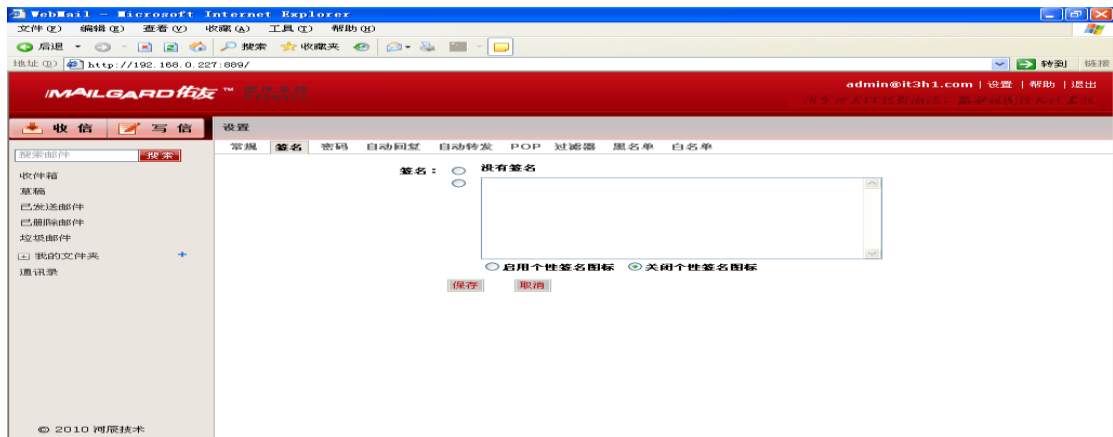 WebMail - Microsoft Internet Explorer
文件(F) 编辑(E) 查看(V) 收藏(A) 工具(T) 帮助(H)
后退 搜索 收藏夹
地址(D) http://192.168.0.227:889/ 转到 链接
MAILGARD佑友™
admin@it3h1.com | 设置 | 帮助 | 退出
收信 写信 设置
搜索邮件 搜索
常规 签名 密码 自动回复 自动转发 POP 过滤器 黑名单 白名单
签名： 没有签名
收件箱
草稿
已发送邮件
已删除邮件
垃圾邮件
我的文件夹 +
通讯录
启用个性签名图标 关闭个性签名图标
保存 取消
© 2010 河辰技术